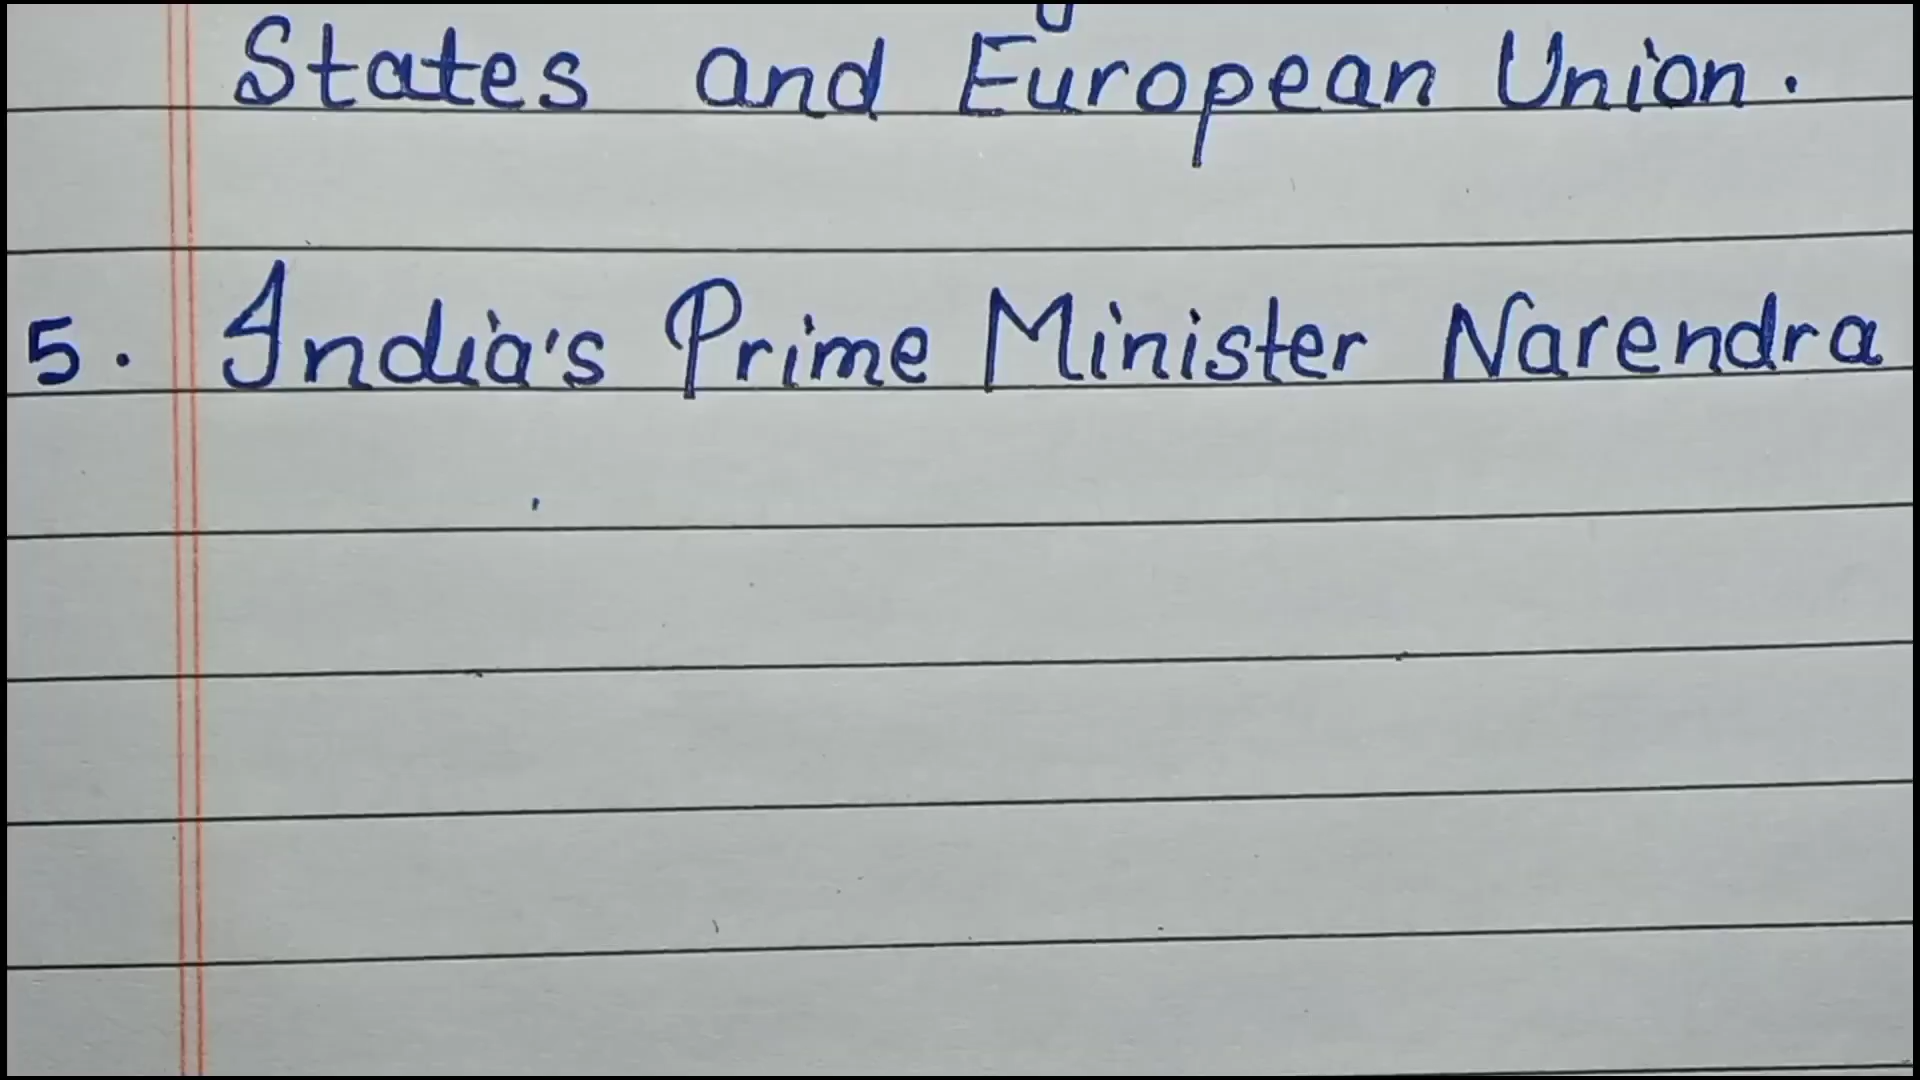 States and European Union.
5. India's Prime Minister Narendra